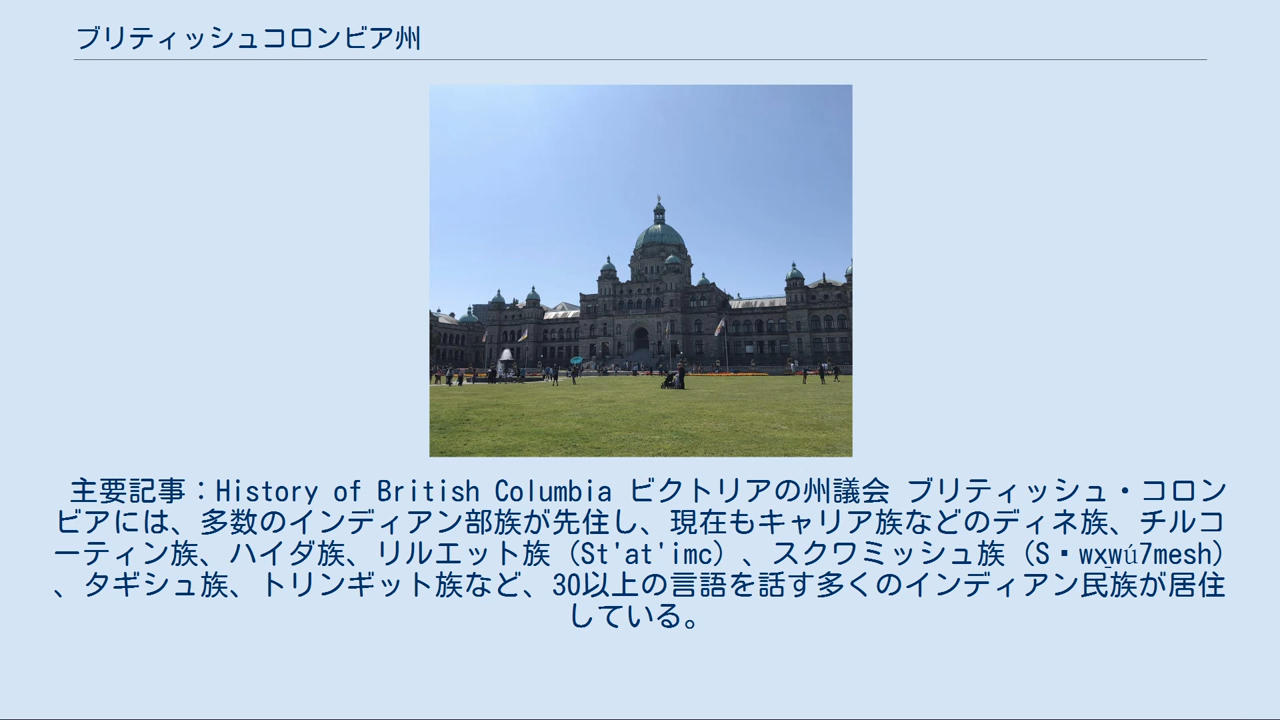 ブリティッシュコロンビア州
主要記事：History of British Columbia ビクトリアの州議会 ブリティッシュ・コロン
ビアには、多数のインディアン部族が先住し、現在もキャリア族などのディネ族、チルコ
ーティン族、ハイダ族、リルエット族（St'at'imc）、スクワミッシュ族（S▪wx̱wú7mesh）
、タギシュ族、トリンギット族など、30以上の言語を話す多くのインディアン民族が居住
している。